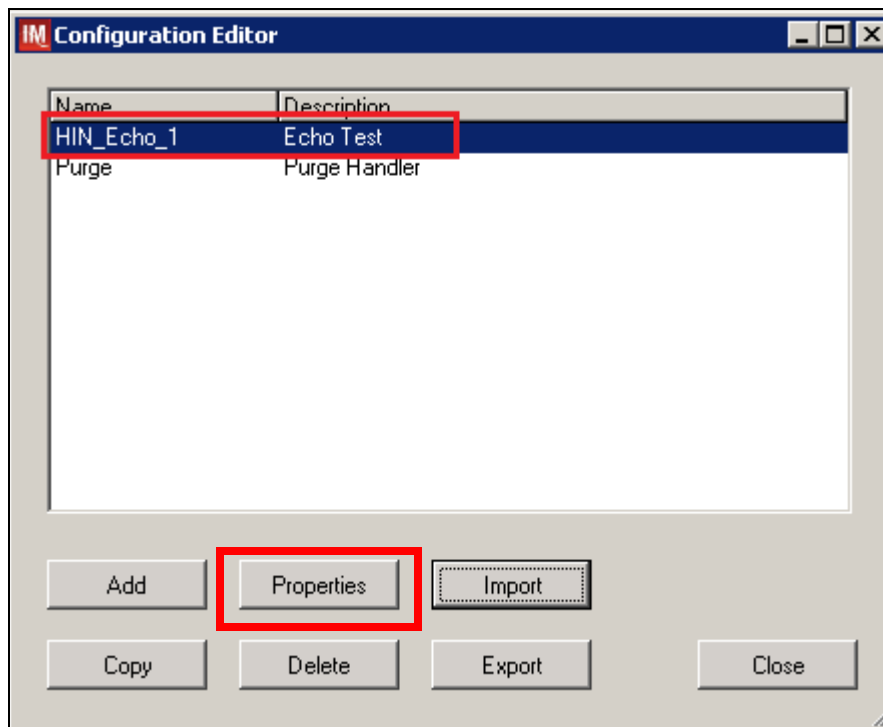 IM Configuration Editor
Name Description
HIN_Echo_1 Echo Test
Purge Purge Handler
Add Properties Import
Copy Delete Export Close